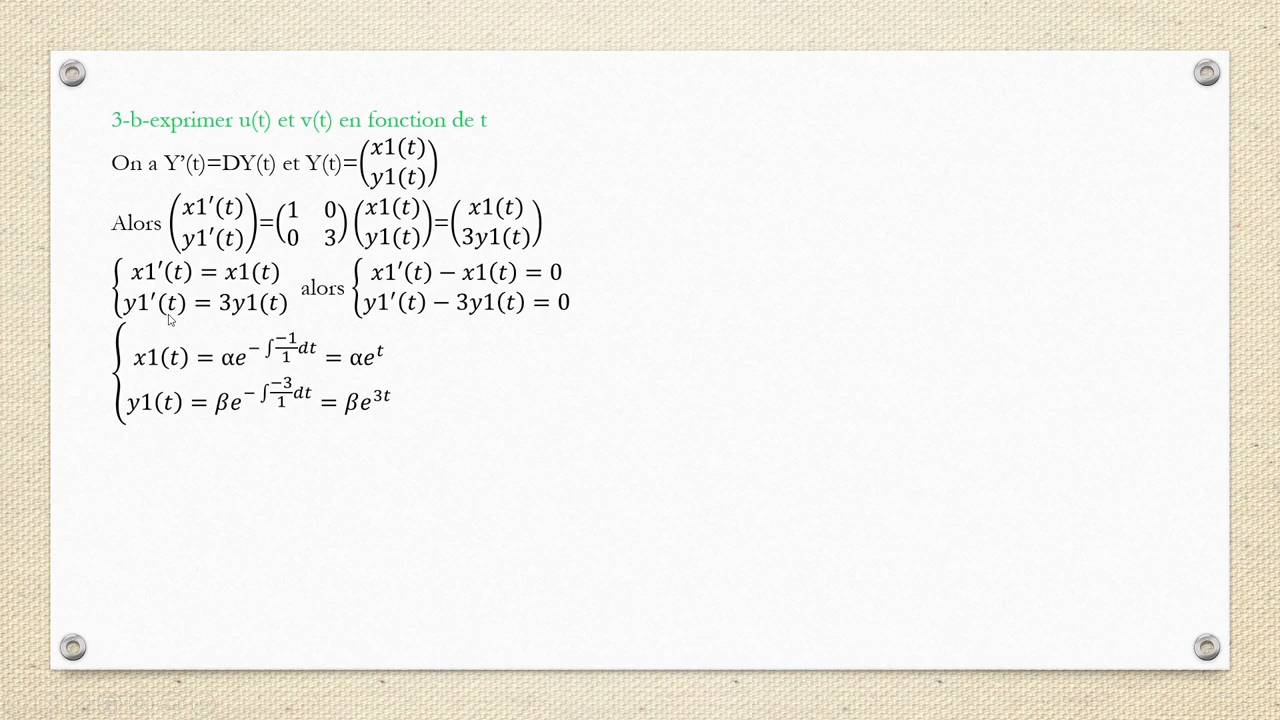 3-b-exprimer u(t) et v(t) en fonction de t
On a Y'(t)=DY(t) et Y(t)=(x1(t) y1(t))
Alors (x1′(t) y1′(t))=(1 0 0 3)(x1(t) y1(t))=(x1(t) 3y1(t))
{x1′(t) = x1(t) y1′(t) = 3y1(t) alors {x1′(t) − x1(t) = 0 y1′(t) − 3y1(t) = 0
{x1(t) = αe^{−∫\frac{−1}{1}dt} = αe^t
y1(t) = βe^{−∫\frac{−3}{1}dt} = βe^{3t}